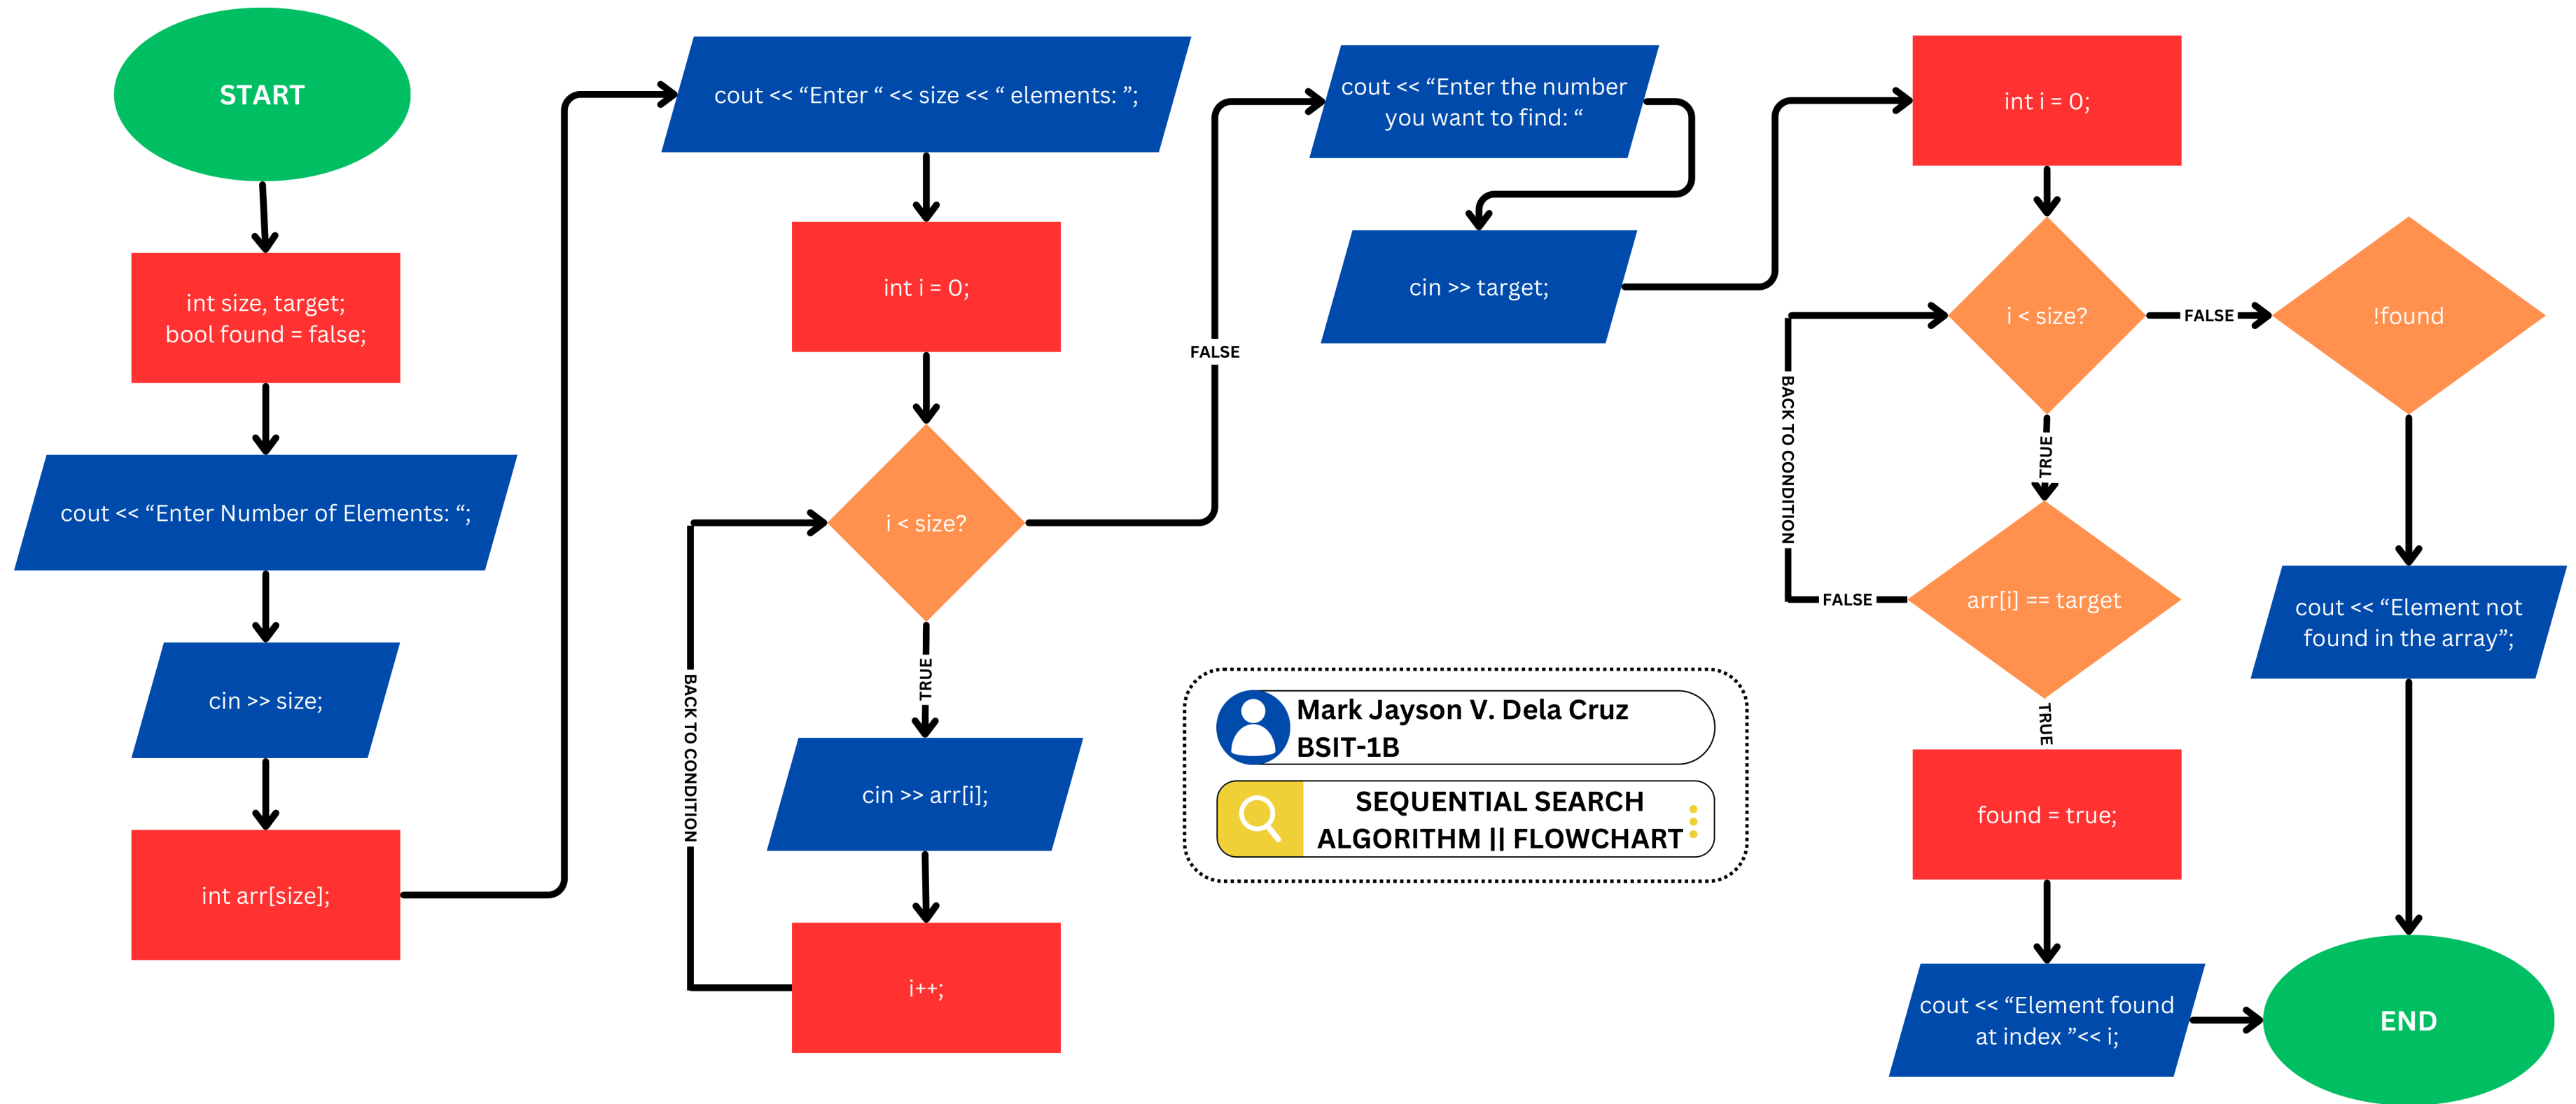 START
int size, target;
bool found = false;
cout << “Enter Number of Elements: “;
cin >> size;
int arr[size];
cout << “Enter “ << size << “ elements: ”;
int i = 0;
i < size?
TRUE
cin >> arr[i];
i++;
BACK TO CONDITION
FALSE
cout << “Enter the number
you want to find: “
cin >> target;
int i = 0;
i < size?
TRUE
arr[i] == target
FALSE
BACK TO CONDITION
TRUE
found = true;
cout << “Element found
at index ”<< i;
FALSE
!found
cout << “Element not
found in the array”;
END
Mark Jayson V. Dela Cruz
BSIT-1B
SEQUENTIAL SEARCH
ALGORITHM || FLOWCHART